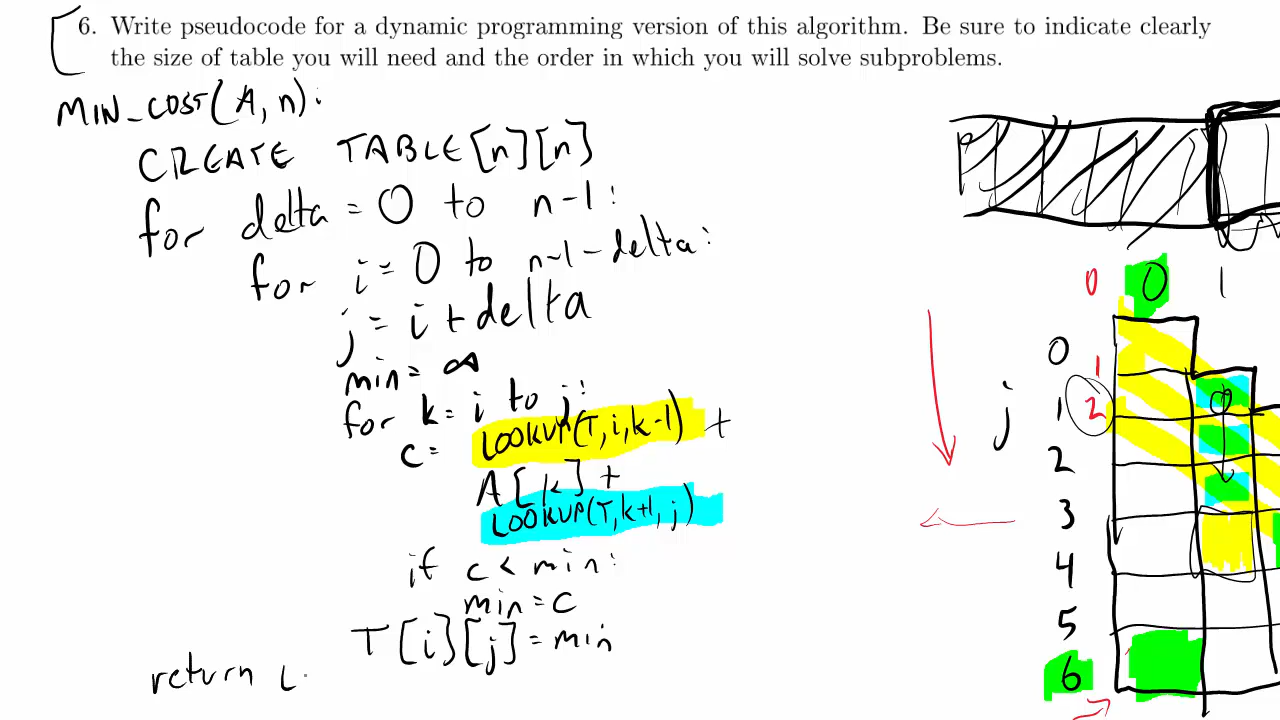 6. Write pseudocode for a dynamic programming version of this algorithm. Be sure to indicate clearly
the size of table you will need and the order in which you will solve subproblems.
MIN_COST(A, n):
CREATE TABLE[n][n]
for delta = 0 to n-1:
for i = 0 to n-1-delta:
j = i + delta
min = ∞
for k = i to j:
c = LOOKUP(T, i, k-1) +
A[k] +
LOOKUP(T, k+1, j)
if c < min:
min = c
T[i][j] = min
return L
0 0 1
0
1
j 1 2
2
3
4
5
6